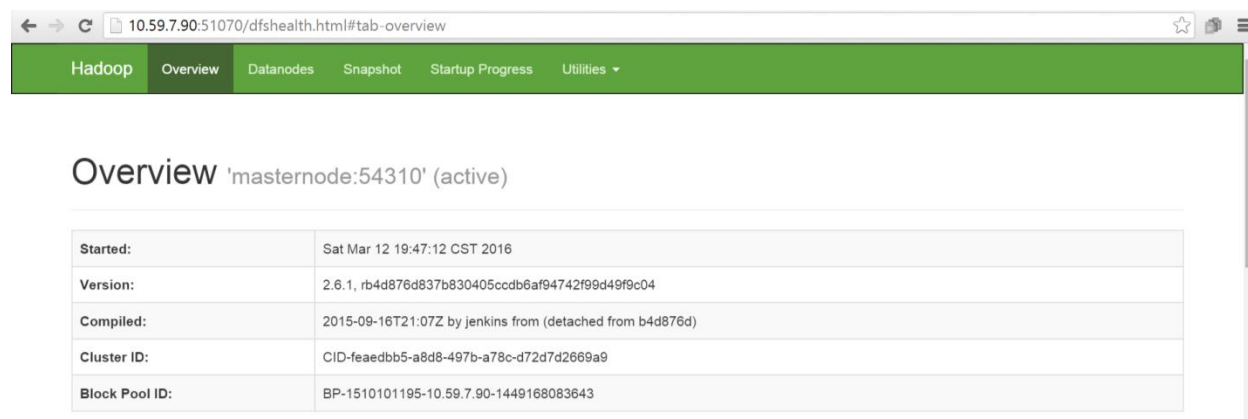 10.59.7.90:51070/dfshealth.html#tab-overview
Hadoop Overview Datanodes Snapshot Startup Progress Utilities
Overview 'masternode:54310' (active)
Started: Sat Mar 12 19:47:12 CST 2016
Version: 2.6.1, rb4d876d837b830405ccdb6af94742f99d49f9c04
Compiled: 2015-09-16T21:07Z by jenkins from (detached from b4d876d)
Cluster ID: CID-feaedbb5-a8d8-497b-a78c-d72d7d2669a9
Block Pool ID: BP-1510101195-10.59.7.90-1449168083643